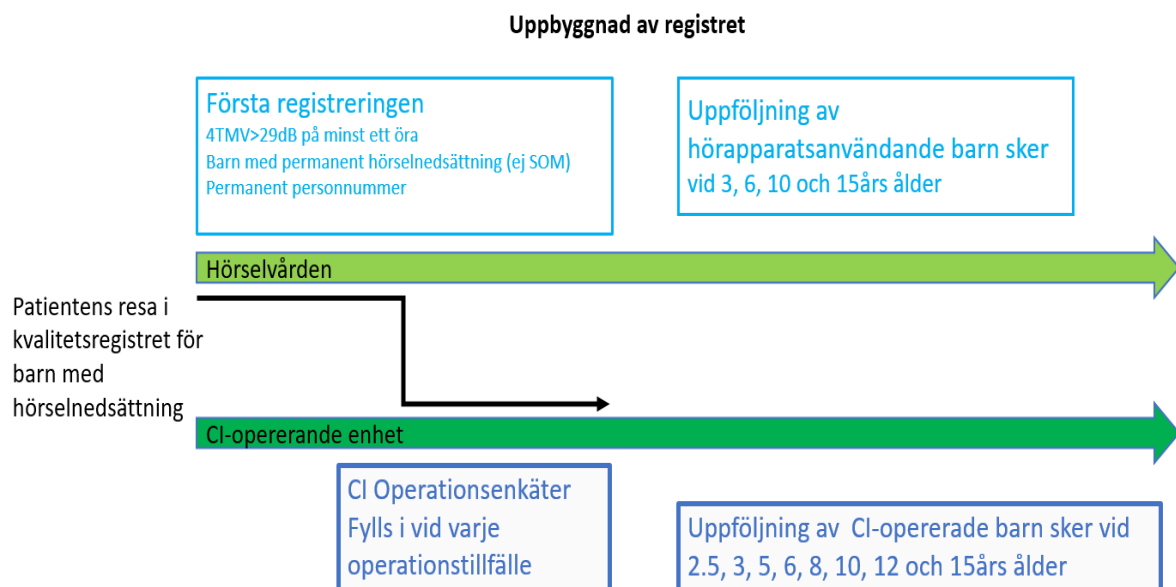 Uppbyggnad av registret
Första registreringen
4TMV>29dB på minst ett öra
Barn med permanent hörselnedsättning (ej SOM)
Permanent personnummer
Uppföljning av
hörapparatsanvändande barn sker
vid 3, 6, 10 och 15års ålder
Hörselvården
Patientens resa i
kvalitetsregistret för
barn med
hörselnedsättning
CI-opererande enhet
CI Operationsenkäter
Fylls i vid varje
operationstillfälle
Uppföljning av CI-opererade barn sker vid
2.5, 3, 5, 6, 8, 10, 12 och 15års ålder